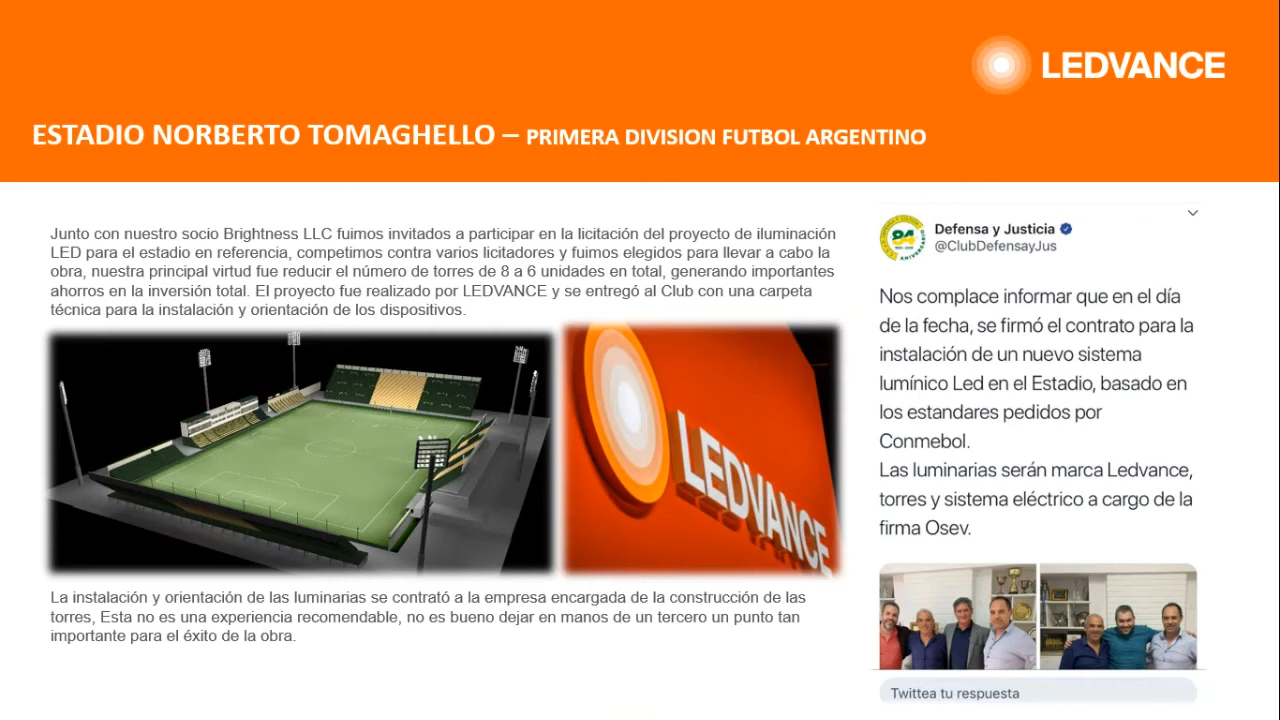 LEDVANCE
ESTADIO NORBERTO TOMAGHELLO – PRIMERA DIVISION FUTBOL ARGENTINO
Junto con nuestro socio Brightness LLC fuimos invitados a participar en la licitación del proyecto de iluminación
LED para el estadio en referencia, competimos contra varios licitadores y fuimos elegidos para llevar a cabo la
obra, nuestra principal virtud fue reducir el número de torres de 8 a 6 unidades en total, generando importantes
ahorros en la inversión total. El proyecto fue realizado por LEDVANCE y se entregó al Club con una carpeta
técnica para la instalación y orientación de los dispositivos.
LEDVANCE
La instalación y orientación de las luminarias se contrató a la empresa encargada de la construcción de las
torres, Esta no es una experiencia recomendable, no es bueno dejar en manos de un tercero un punto tan
importante para el éxito de la obra.
Defensa y Justicia
@ClubDefensayJus
Nos complace informar que en el día
de la fecha, se firmó el contrato para la
instalación de un nuevo sistema
lumínico Led en el Estadio, basado en
los estandares pedidos por
Conmebol.
Las luminarias serán marca Ledvance,
torres y sistema eléctrico a cargo de la
firma Osev.
Twittea tu respuesta